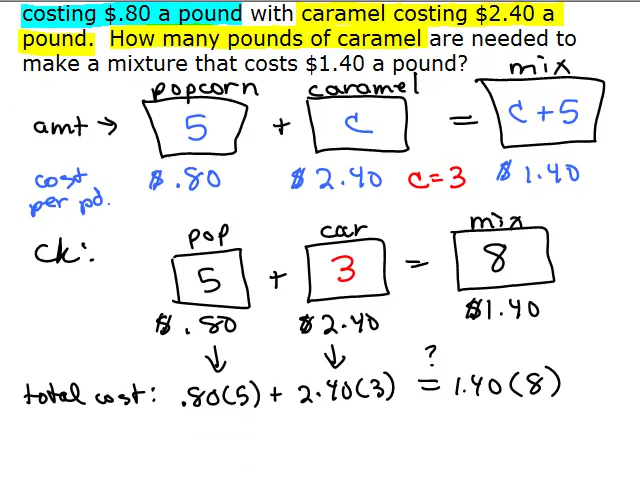 costing $.80 a pound with caramel costing $2.40 a
pound. How many pounds of caramel are needed to
make a mixture that costs $1.40 a pound?
popcorn caramel mix
amt → 5 + c = c + 5
cost per pd. $.80 $2.40 c = 3 $1.40
pop car mix
ck: 5 + 3 = 8
$.80 $2.40 $1.40
↓ ↓ ?
total cost: .80(5) + 2.40(3) = 1.40(8)